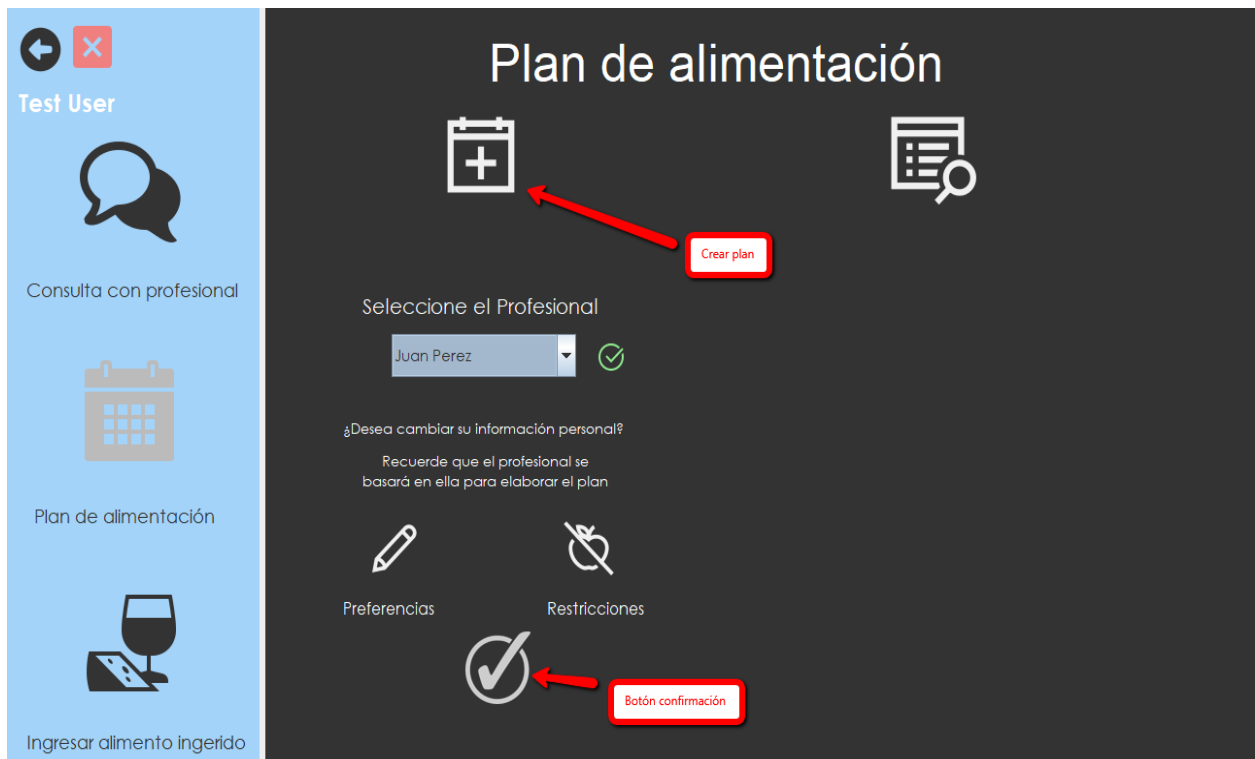 Test User
Consulta con profesional
Plan de alimentación
Ingresar alimento ingerido
Plan de alimentación
Crear plan
Seleccione el Profesional
Juan Perez
¿Desea cambiar su información personal?
Recuerde que el profesional se
basará en ella para elaborar el plan
Preferencias
Restricciones
Botón confirmación